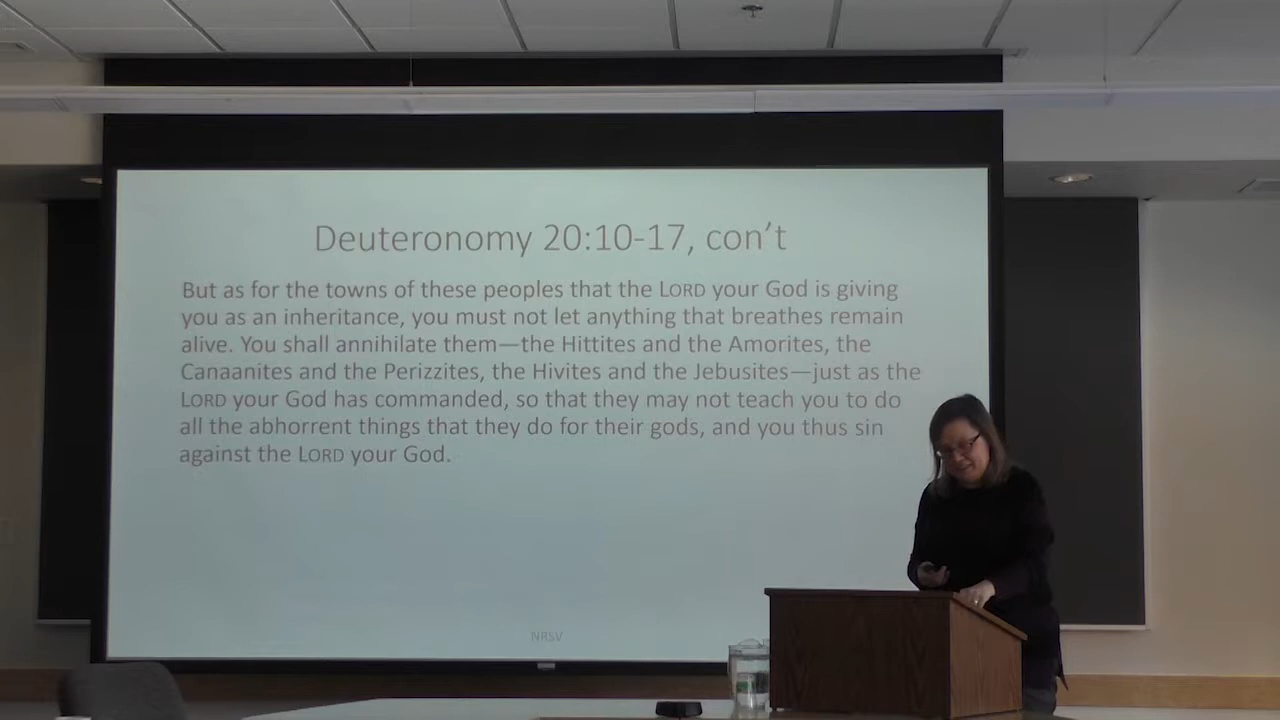 Deuteronomy 20:10-17, con’t
But as for the towns of these peoples that the LORD your God is giving
you as an inheritance, you must not let anything that breathes remain
alive. You shall annihilate them—the Hittites and the Amorites, the
Canaanites and the Perizzites, the Hivites and the Jebusites—just as the
LORD your God has commanded, so that they may not teach you to do
all the abhorrent things that they do for their gods, and you thus sin
against the LORD your God.
NRSV